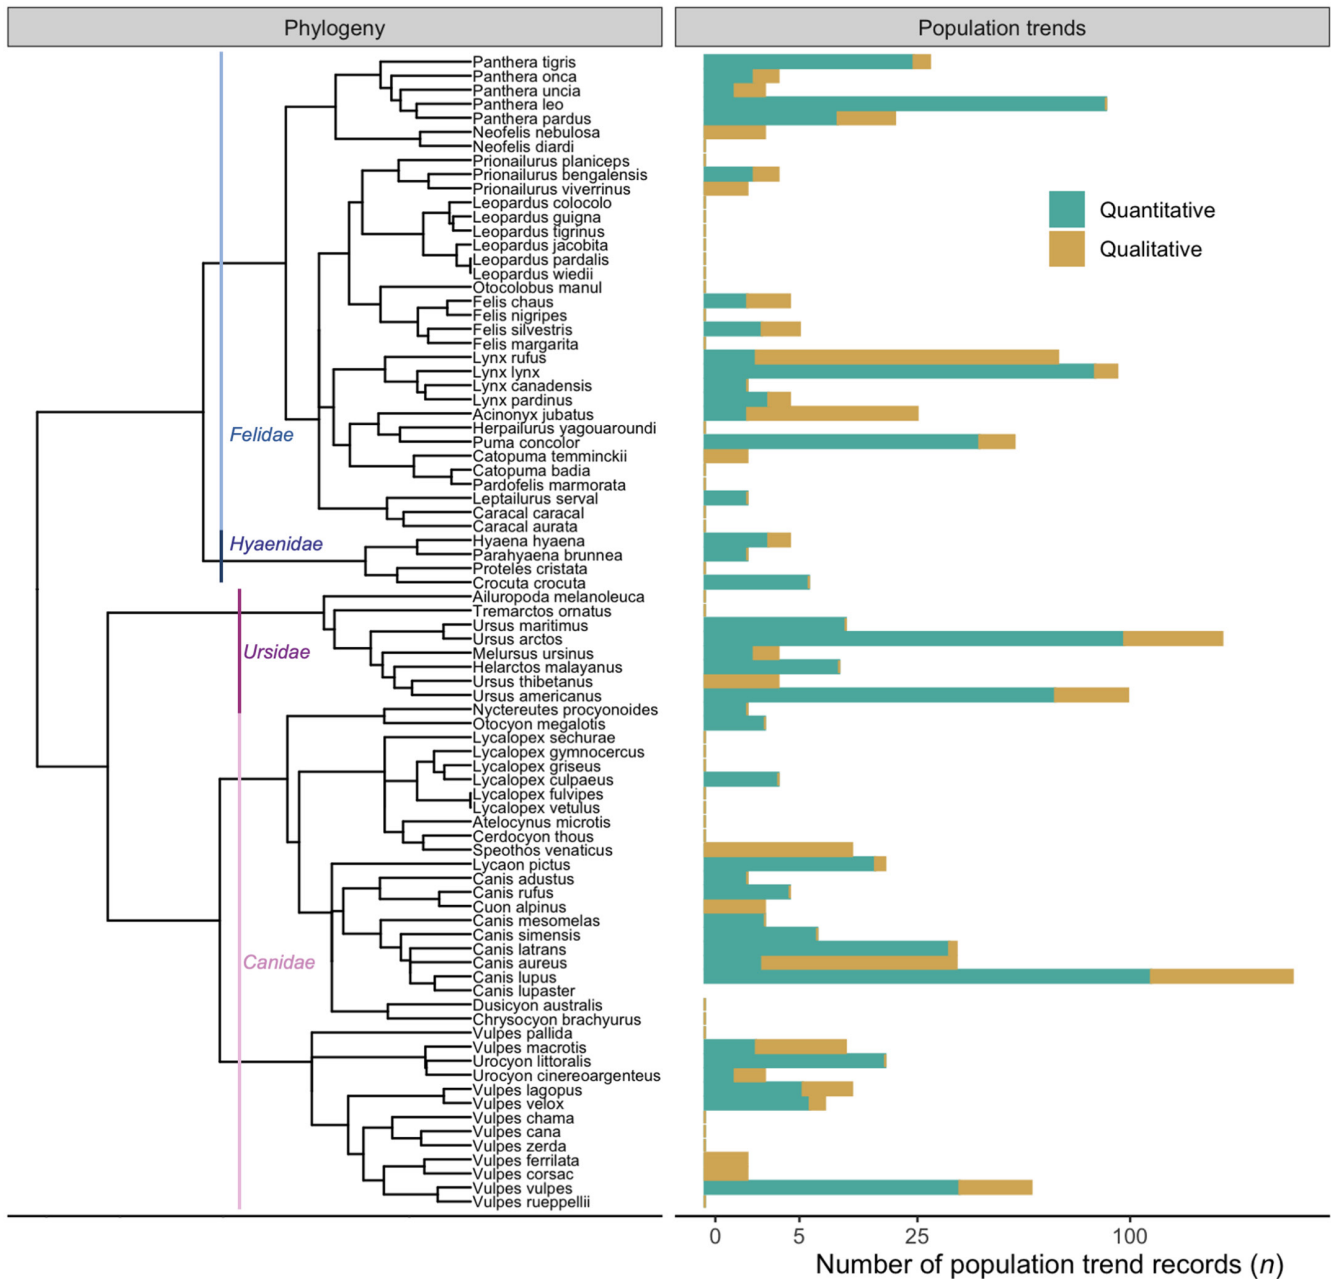 Phylogeny
Population trends
Panthera tigris
Panthera onca
Panthera uncia
Panthera leo
Panthera pardus
Neofelis nebulosa
Neofelis diardi
Prionailurus planiceps
Prionailurus bengalensis
Prionailurus viverrinus
Leopardus colocolo
Leopardus guigna
Leopardus tigrinus
Leopardus jacobita
Leopardus pardalis
Leopardus wiedii
Otocolobus manul
Felis chaus
Felis nigripes
Felis silvestris
Felis margarita
Lynx rufus
Lynx lynx
Lynx canadensis
Lynx pardinus
Acinonyx jubatus
Herpailurus yagouaroundi
Puma concolor
Catopuma temminckii
Catopuma badia
Pardofelis marmorata
Leptailurus serval
Caracal caracal
Caracal aurata
Hyaena hyaena
Parahyaena brunnea
Proteles cristata
Crocuta crocuta
Ailuropoda melanoleuca
Tremarctos ornatus
Ursus maritimus
Ursus arctos
Melursus ursinus
Helarctos malayanus
Ursus thibetanus
Ursus americanus
Nyctereutes procyonoides
Otocyon megalotis
Lycalopex sechurae
Lycalopex gymnocercus
Lycalopex griseus
Lycalopex culpaeus
Lycalopex fulvipes
Lycalopex vetulus
Atelocynus microtis
Cerdocyon thous
Speothos venaticus
Lycaon pictus
Canis adustus
Canis rufus
Cuon alpinus
Canis mesomelas
Canis simensis
Canis latrans
Canis aureus
Canis lupus
Canis lupaster
Dusicyon australis
Chrysocyon brachyurus
Vulpes pallida
Vulpes macrotis
Urocyon littoralis
Urocyon cinereoargenteus
Vulpes lagopus
Vulpes velox
Vulpes chama
Vulpes cana
Vulpes zerda
Vulpes ferrilata
Vulpes corsac
Vulpes vulpes
Vulpes rueppellii
Felidae
Hyaenidae
Ursidae
Canidae
Quantitative
Qualitative
0 5 25 100
Number of population trend records (n)